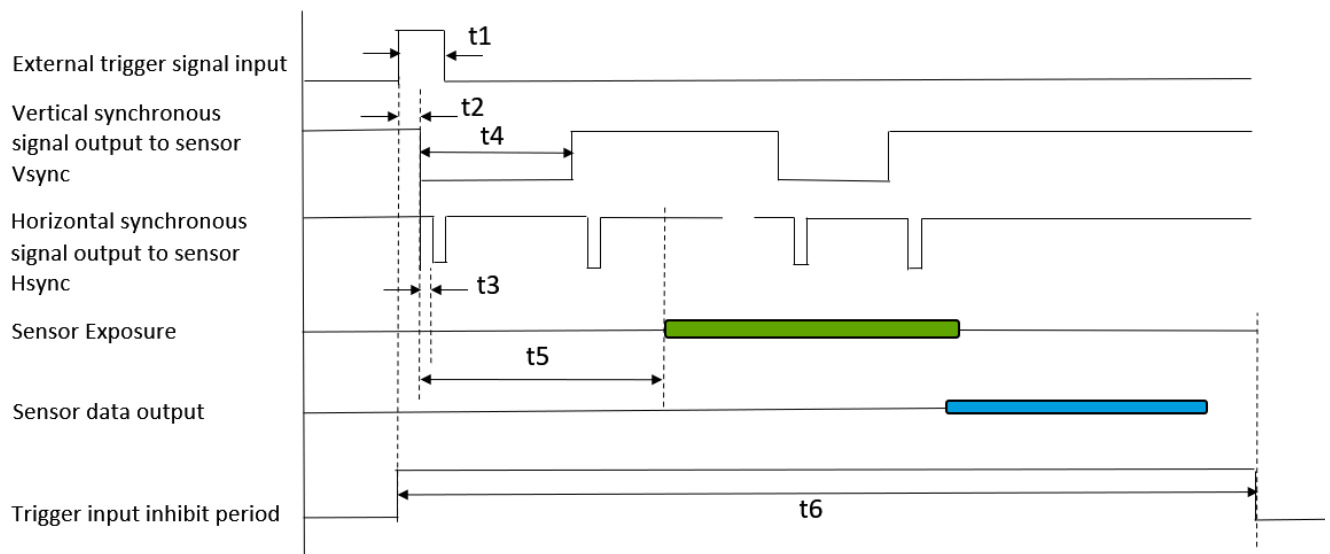 t1
External trigger signal input
Vertical synchronous
signal output to sensor
Vsync
t2
t4
Horizontal synchronous
signal output to sensor
Hsync
t3
Sensor Exposure
t5
Sensor data output
Trigger input inhibit period
t6